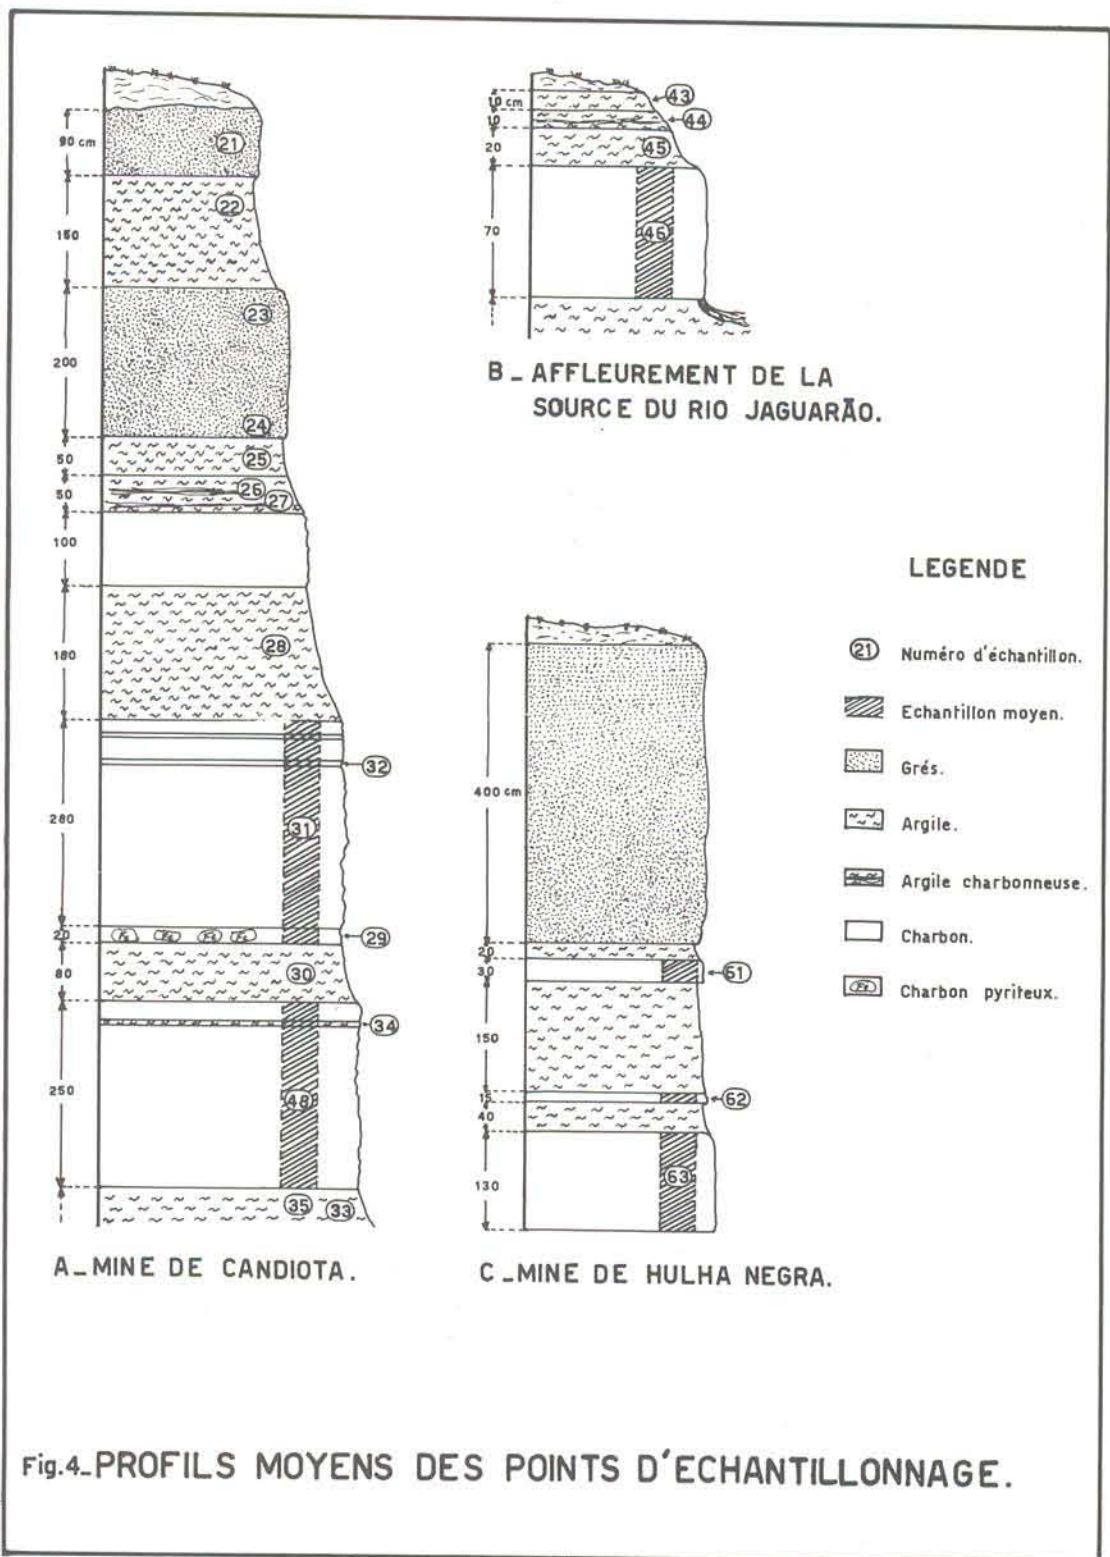 90 cm
21
150
22
200
23
24
50
25
50
26
27
100
180
28
32
280
31
20
29
80
30
34
250
48
35
33
A_MINE DE CANDIOTA.
10 cm
43
10
44
20
45
70
46
B_AFFLEUREMENT DE LA
SOURCE DU RIO JAGUARÃO.
400 cm
20
30
61
150
15
62
40
130
63
C_MINE DE HULHA NEGRA.
LEGENDE
21 Numéro d'échantillon.
Echantillon moyen.
Grés.
Argile.
Argile charbonneuse.
Charbon.
Charbon pyriteux.
Fig.4_PROFILS MOYENS DES POINTS D'ECHANTILLONNAGE.